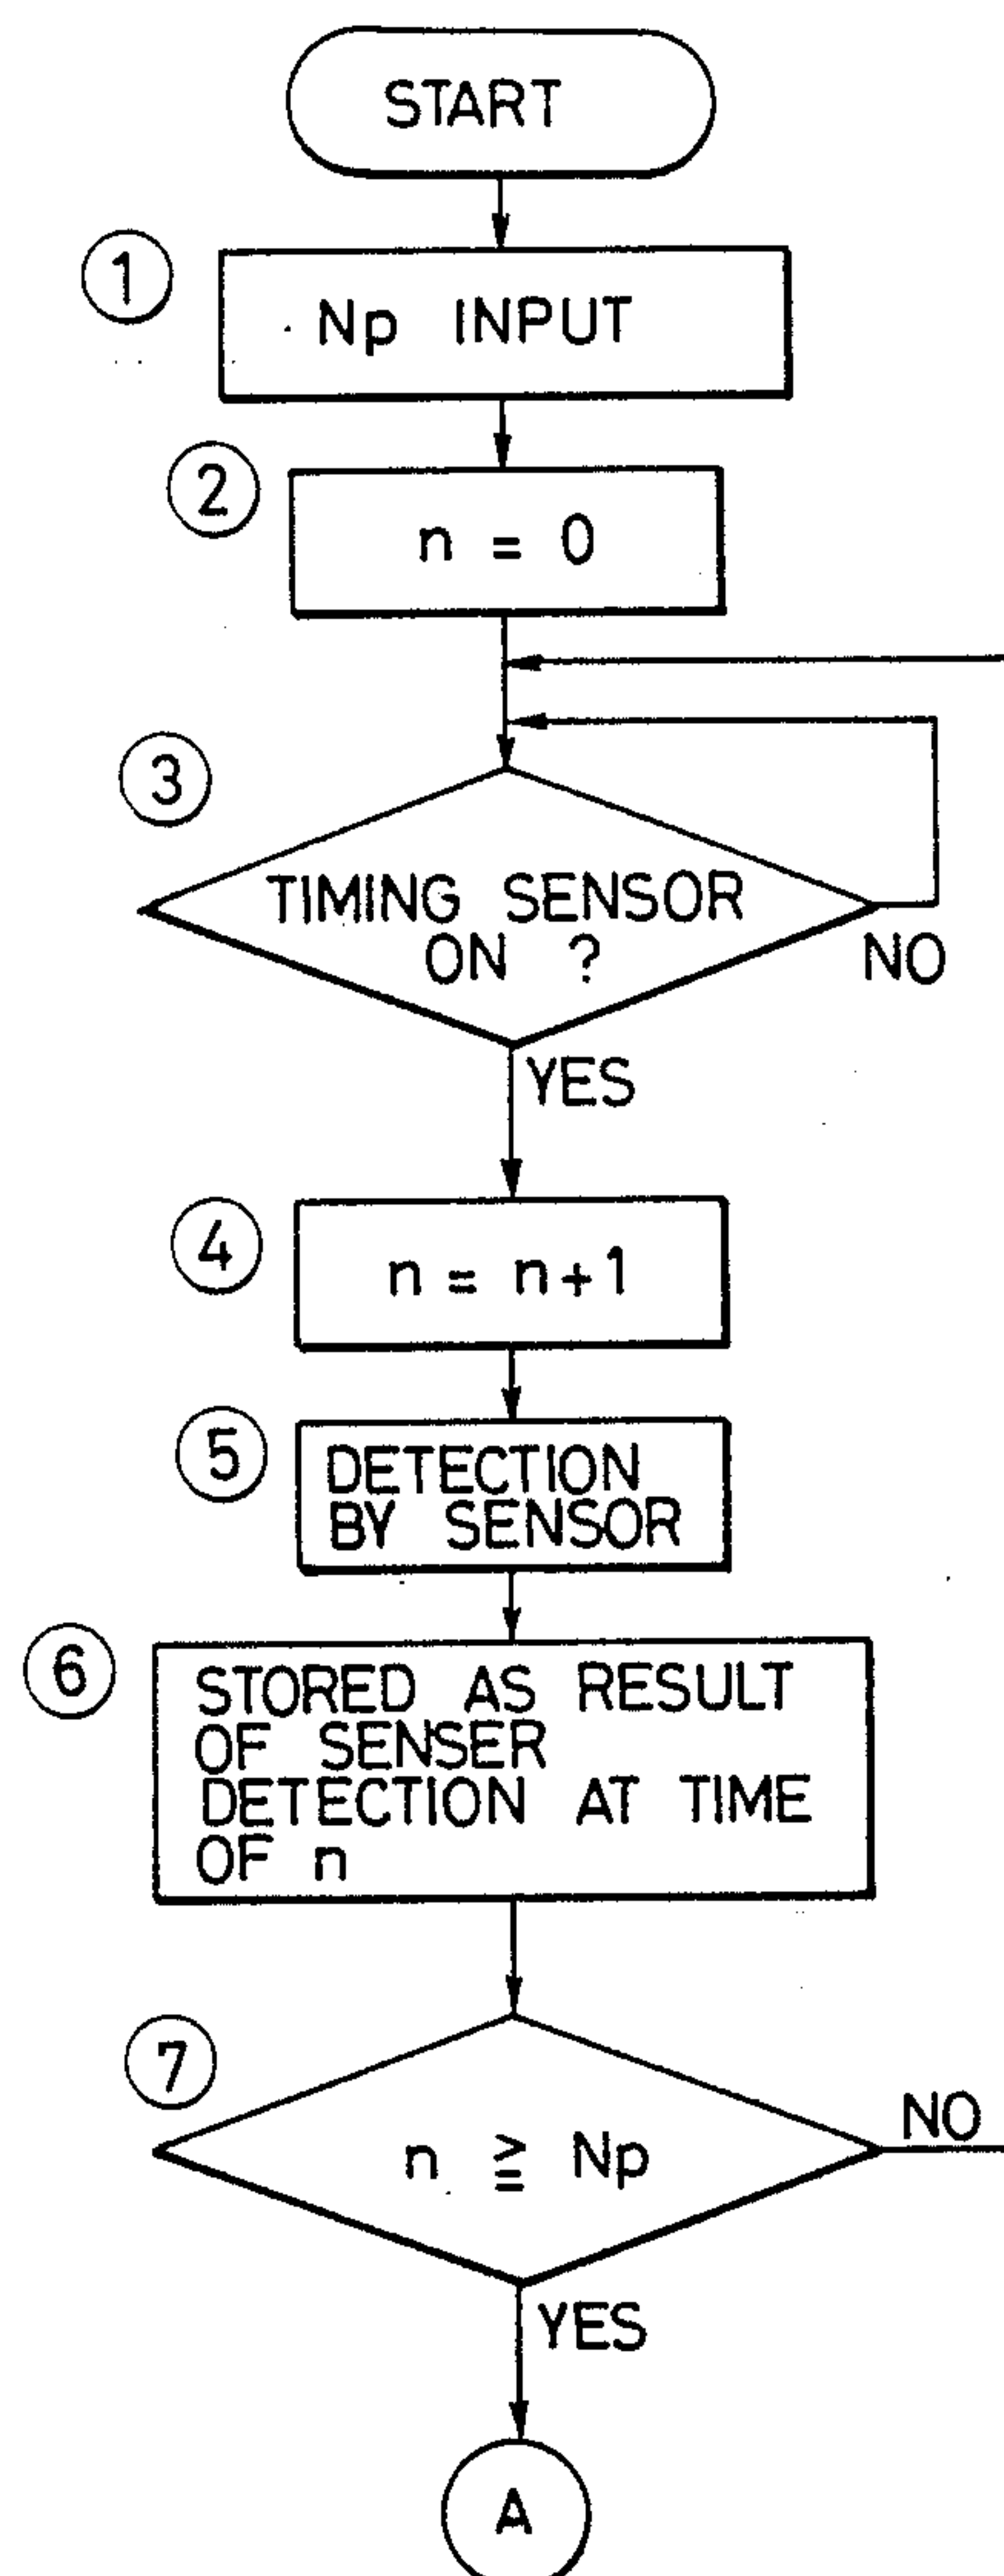 START
1
Np INPUT
2
n = 0
3
TIMING SENSOR
ON ?
NO
YES
4
n = n+1
5
DETECTION
BY SENSOR
6
STORED AS RESULT
OF SENSER
DETECTION AT TIME
OF n
7
n ≧ Np
NO
YES
A